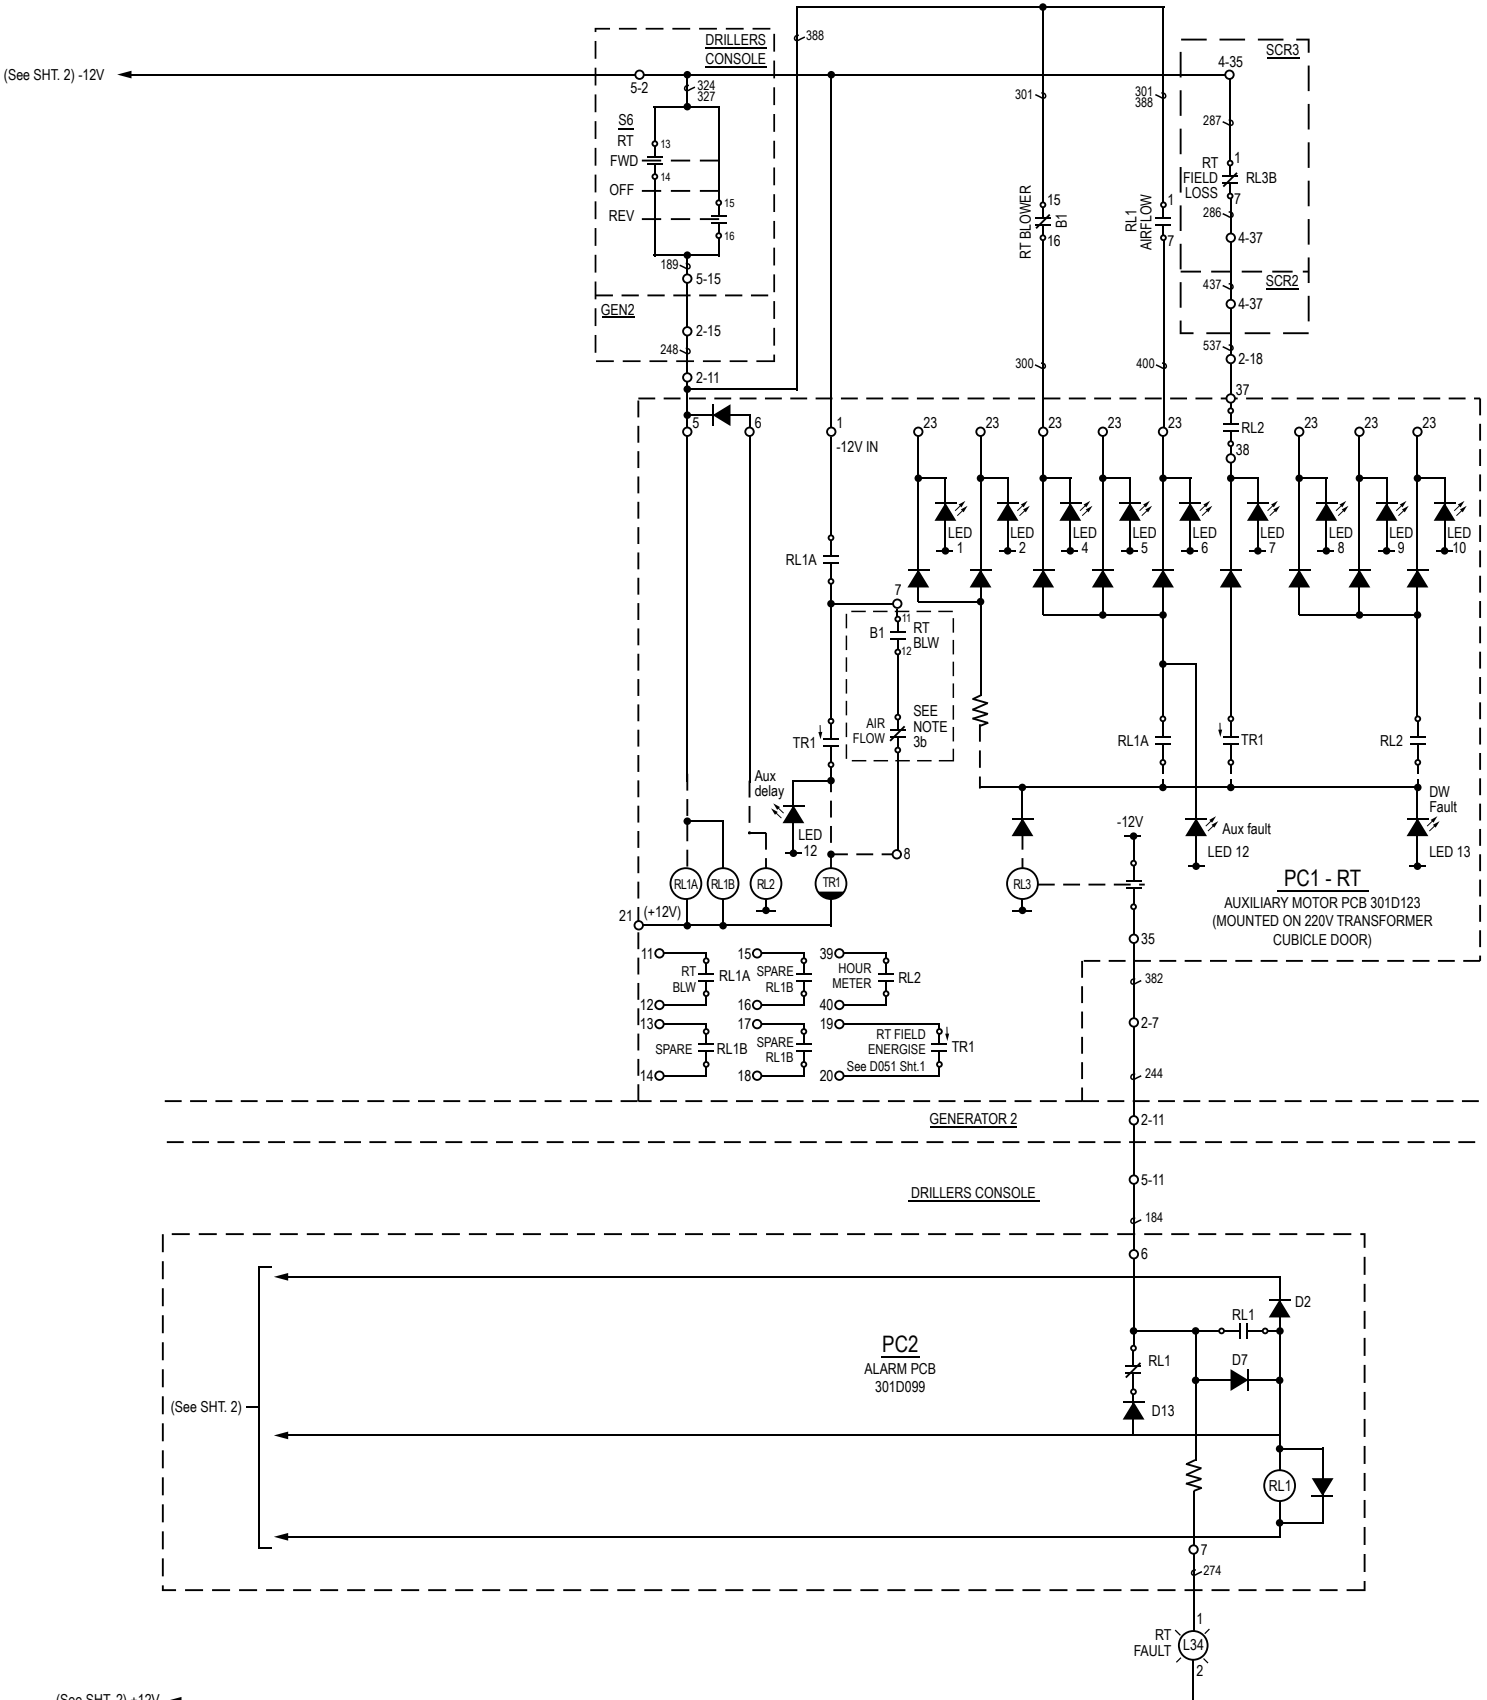 388
DRILLERS
CONSOLE
SCR3
(See SHT. 2) -12V
5-2
4-35
324
327
301
301
388
287
S6
RT
13
FWD
14
OFF
15
REV
16
189
5-15
GEN2
2-15
248
2-11
RT BLOWER
15
B1
16
RL1
AIRFLOW
1
7
RT
FIELD
LOSS
1
RL3B
7
286
4-37
437
SCR2
4-37
300
400
537
2-18
37
5
6
1
-12V IN
23
23
23
23
23
RL2
38
23
23
23
LED
1
LED
2
LED
4
LED
5
LED
6
LED
7
LED
8
LED
9
LED
10
RL1A
7
11
B1
RT
BLW
12
AIR
FLOW
SEE
NOTE
3b
TR1
RL1A
TR1
RL2
Aux
delay
LED
12
8
-12V
Aux fault
LED 12
DW
Fault
LED 13
RL1A
RL1B
RL2
TR1
RL3
PC1 - RT
AUXILIARY MOTOR PCB 301D123
(MOUNTED ON 220V TRANSFORMER
CUBICLE DOOR)
21
(+12V)
35
11
RT
BLW
RL1A
12
15
SPARE
RL1B
16
39
HOUR
METER
RL2
40
382
13
SPARE
RL1B
14
17
SPARE
RL1B
18
19
RT FIELD
ENERGISE
See D051 Sht.1
TR1
20
2-7
244
GENERATOR 2
2-11
5-11
DRILLERS CONSOLE
184
6
D2
RL1
PC2
ALARM PCB
301D099
RL1
D7
(See SHT. 2)
D13
RL1
7
274
1
RT
FAULT
L34
2
(See SHT. 2) +12V